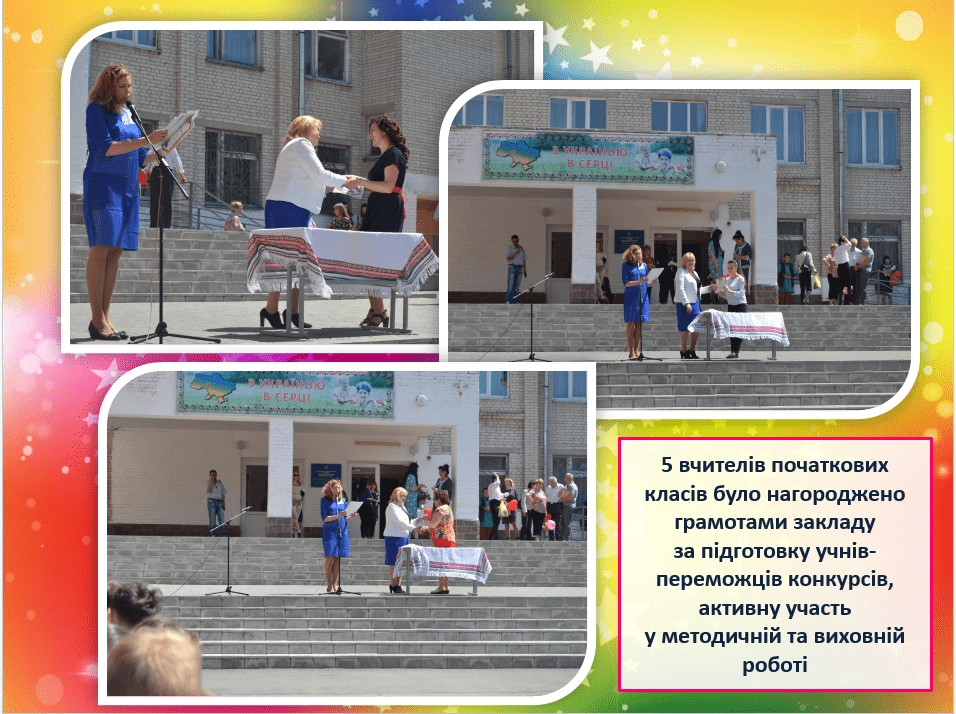 З УКРАЇНОЮ
В СЕРЦІ
З УКРАЇНОЮ
В СЕРЦІ
5 вчителів початкових
класів було нагороджено
грамотами закладу
за підготовку учнів-
переможців конкурсів,
активну участь
у методичній та виховній
роботі